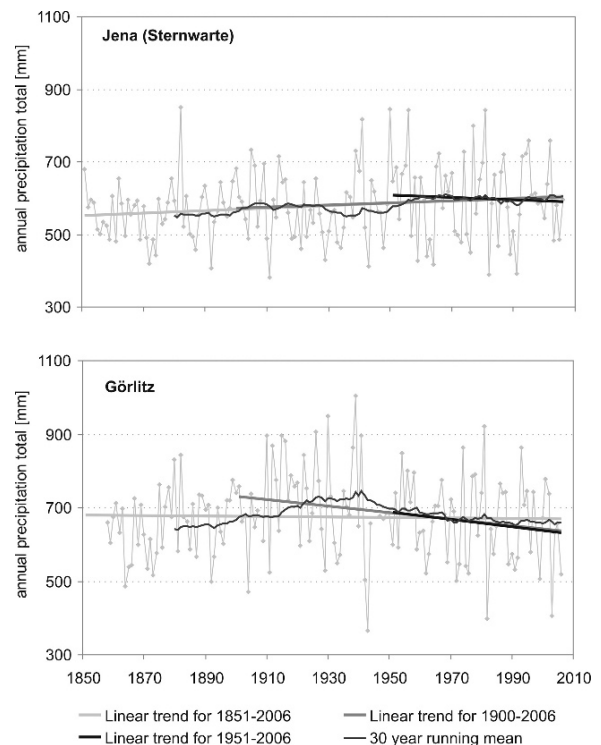 1100
Jena (Sternwarte)
900
700
500
300
annual precipitation total [mm]
1100
Görlitz
900
700
500
300
annual precipitation total [mm]
1850 1870 1890 1910 1930 1950 1970 1990 2010
Linear trend for 1851-2006 Linear trend for 1900-2006
Linear trend for 1951-2006 30 year running mean